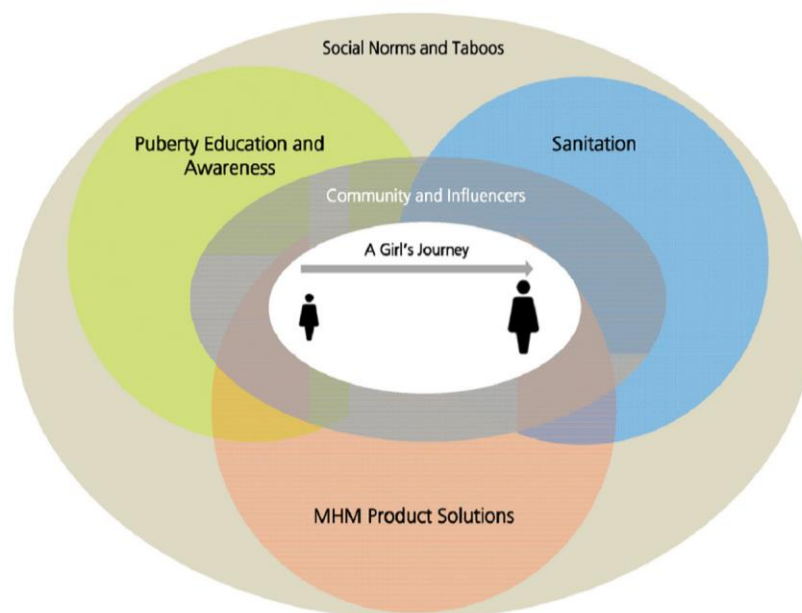 Social Norms and Taboos
Puberty Education and
Awareness
Sanitation
Community and Influencers
A Girl's Journey
MHM Product Solutions